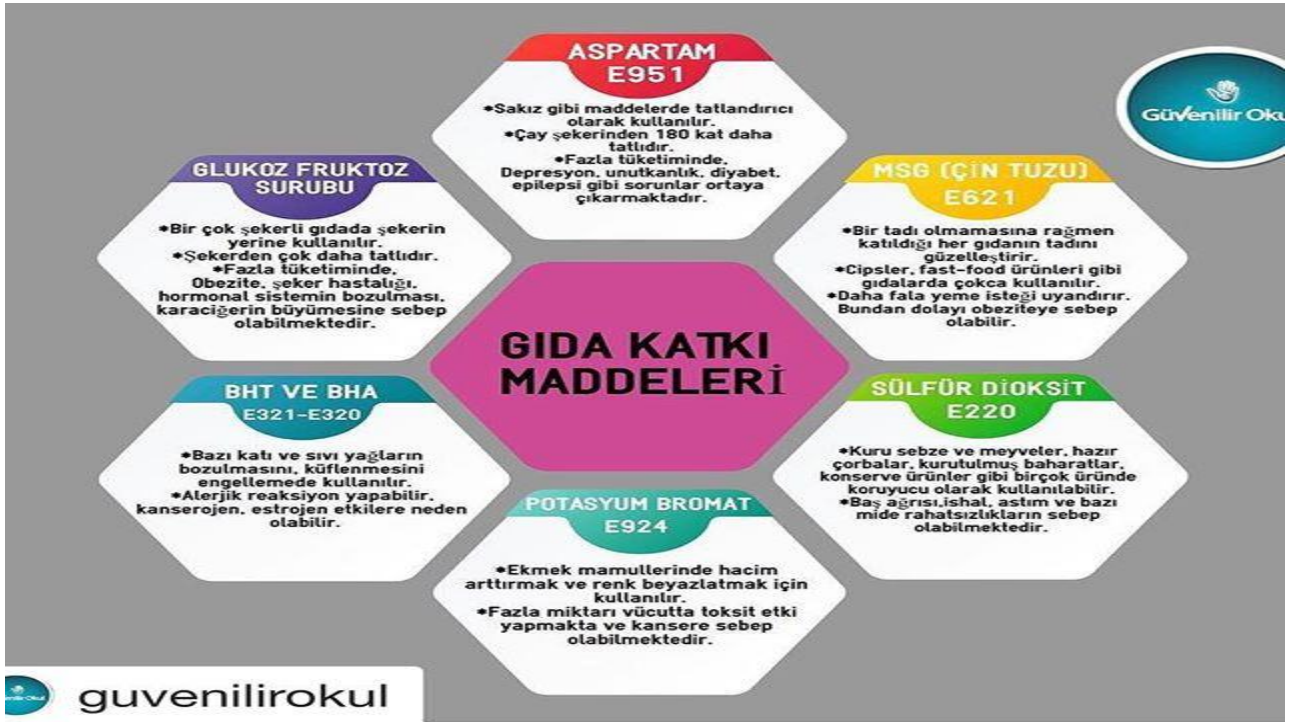 ASPARTAM
E951
•Sakız gibi maddelerde tatlandırıcı
olarak kullanılır.
•Çay şekerinden 180 kat daha
tatlıdır.
•Fazla tüketiminde,
Depresyon, unutkanlık, diyabet,
epilepsi gibi sorunlar ortaya
çıkarmaktadır.
Güvenilir Oku
GLUKOZ FRUKTOZ
SURUBU
•Bir çok şekerli gıdada şekerin
yerine kullanılır.
•Şekerden çok daha tatlıdır.
•Fazla tüketiminde,
Obezite, şeker hastalığı,
hormonal sistemin bozulması,
karaciğerin büyümesine sebep
olabilmektedir.
MSG (ÇİN TUZU)
E621
•Bir tadı olmamasına rağmen
katıldığı her gıdanın tadını
güzelleştirir.
•Cipsler, fast-food ürünleri gibi
gıdalarda çokca kullanılır.
•Daha fala yeme isteği uyandırır.
Bundan dolayı obeziteye sebep
olabilir.
GIDA KATKI
MADDELERİ
BHT VE BHA
E321-E320
•Bazı katı ve sıvı yağların
bozulmasını, küflenmesini
engellemede kullanılır.
•Alerjik reaksiyon yapabilir,
kanserojen, estrojen etkilere neden
olabilir.
SÜLFÜR DİOKSİT
E220
•Kuru sebze ve meyveler, hazır
çorbalar, kurutulmuş baharatlar,
konserve ürünler gibi birçok üründe
koruyucu olarak kullanılabilir.
•Baş ağrısı,ishal, astım ve bazı
mide rahatsızlıkların sebep
olabilmektedir.
POTASYUM BROMAT
E924
•Ekmek mamullerinde hacim
arttırmak ve renk beyazlatmak için
kullanılır.
•Fazla miktarı vücutta toksit etki
yapmakta ve kansere sebep
olabilmektedir.
guvenilirokul